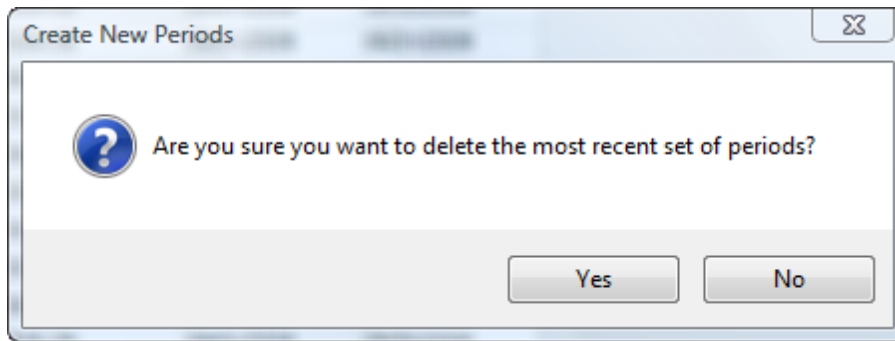 Create New Periods
Are you sure you want to delete the most recent set of periods?
Yes
No